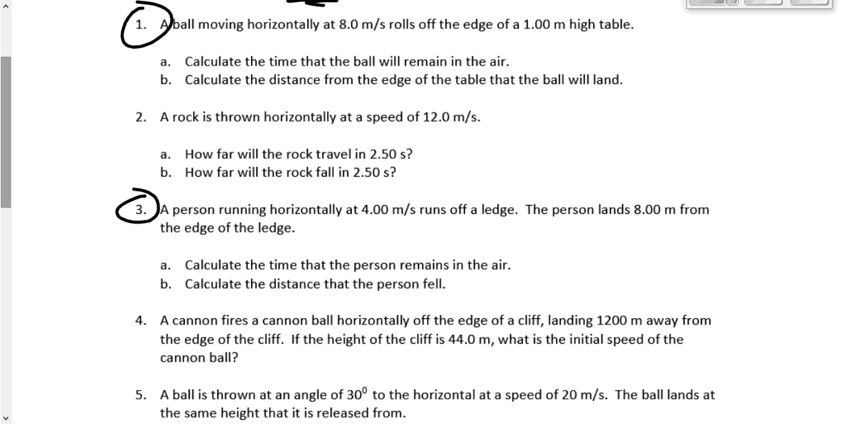 1. A ball moving horizontally at 8.0 m/s rolls off the edge of a 1.00 m high table.
a. Calculate the time that the ball will remain in the air.
b. Calculate the distance from the edge of the table that the ball will land.
2. A rock is thrown horizontally at a speed of 12.0 m/s.
a. How far will the rock travel in 2.50 s?
b. How far will the rock fall in 2.50 s?
3. A person running horizontally at 4.00 m/s runs off a ledge. The person lands 8.00 m from
the edge of the ledge.
a. Calculate the time that the person remains in the air.
b. Calculate the distance that the person fell.
4. A cannon fires a cannon ball horizontally off the edge of a cliff, landing 1200 m away from
the edge of the cliff. If the height of the cliff is 44.0 m, what is the initial speed of the
cannon ball?
5. A ball is thrown at an angle of 30⁰ to the horizontal at a speed of 20 m/s. The ball lands at
the same height that it is released from.